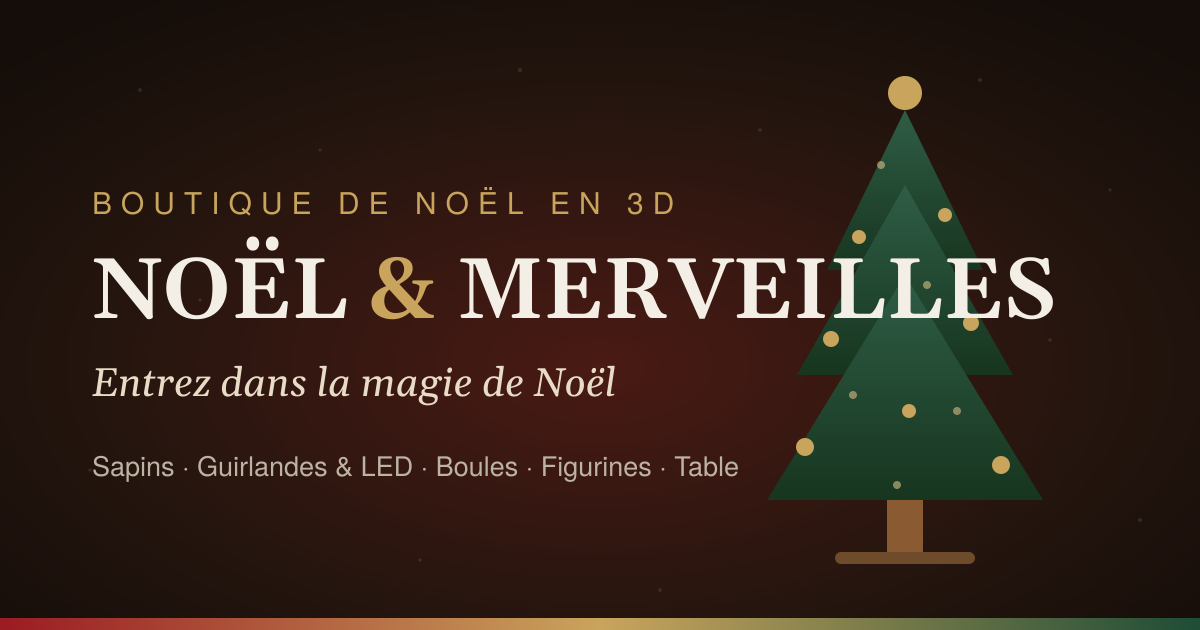 BOUTIQUE DE NOËL EN 3D
NOËL & MERVEILLES
Entrez dans la magie de Noël
Sapins · Guirlandes & LED · Boules · Figurines · Table